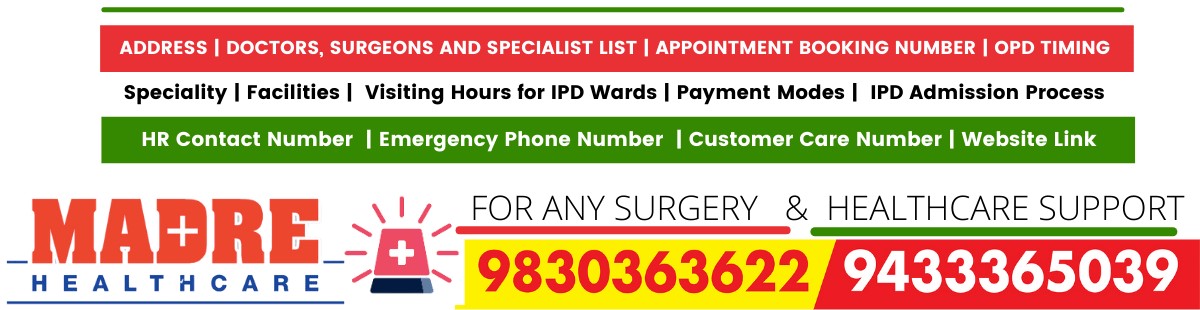 ADDRESS | DOCTORS, SURGEONS AND SPECIALIST LIST | APPOINTMENT BOOKING NUMBER | OPD TIMING
Speciality | Facilities | Visiting Hours for IPD Wards | Payment Modes | IPD Admission Process
HR Contact Number | Emergency Phone Number | Customer Care Number | Website Link
MADRE
HEALTHCARE
FOR ANY SURGERY & HEALTHCARE SUPPORT
9830363622 9433365039